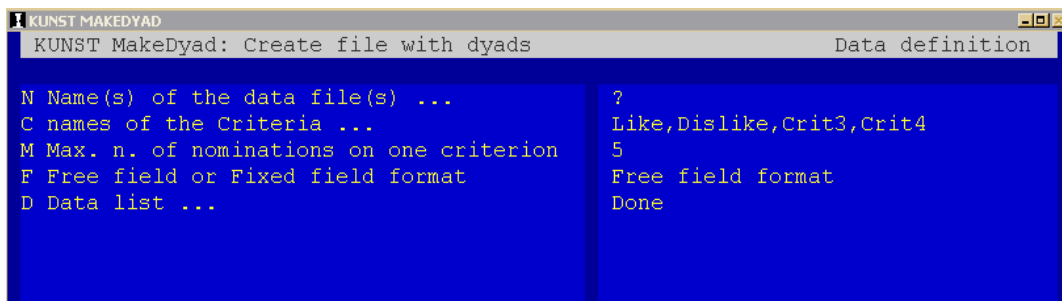 KUNST MAKEDYAD
KUNST MakeDyad: Create file with dyads Data definition
N Name(s) of the data file(s) ... ?
C names of the Criteria ... Like,Dislike,Crit3,Crit4
M Max. n. of nominations on one criterion 5
F Free field or Fixed field format Free field format
D Data list ... Done